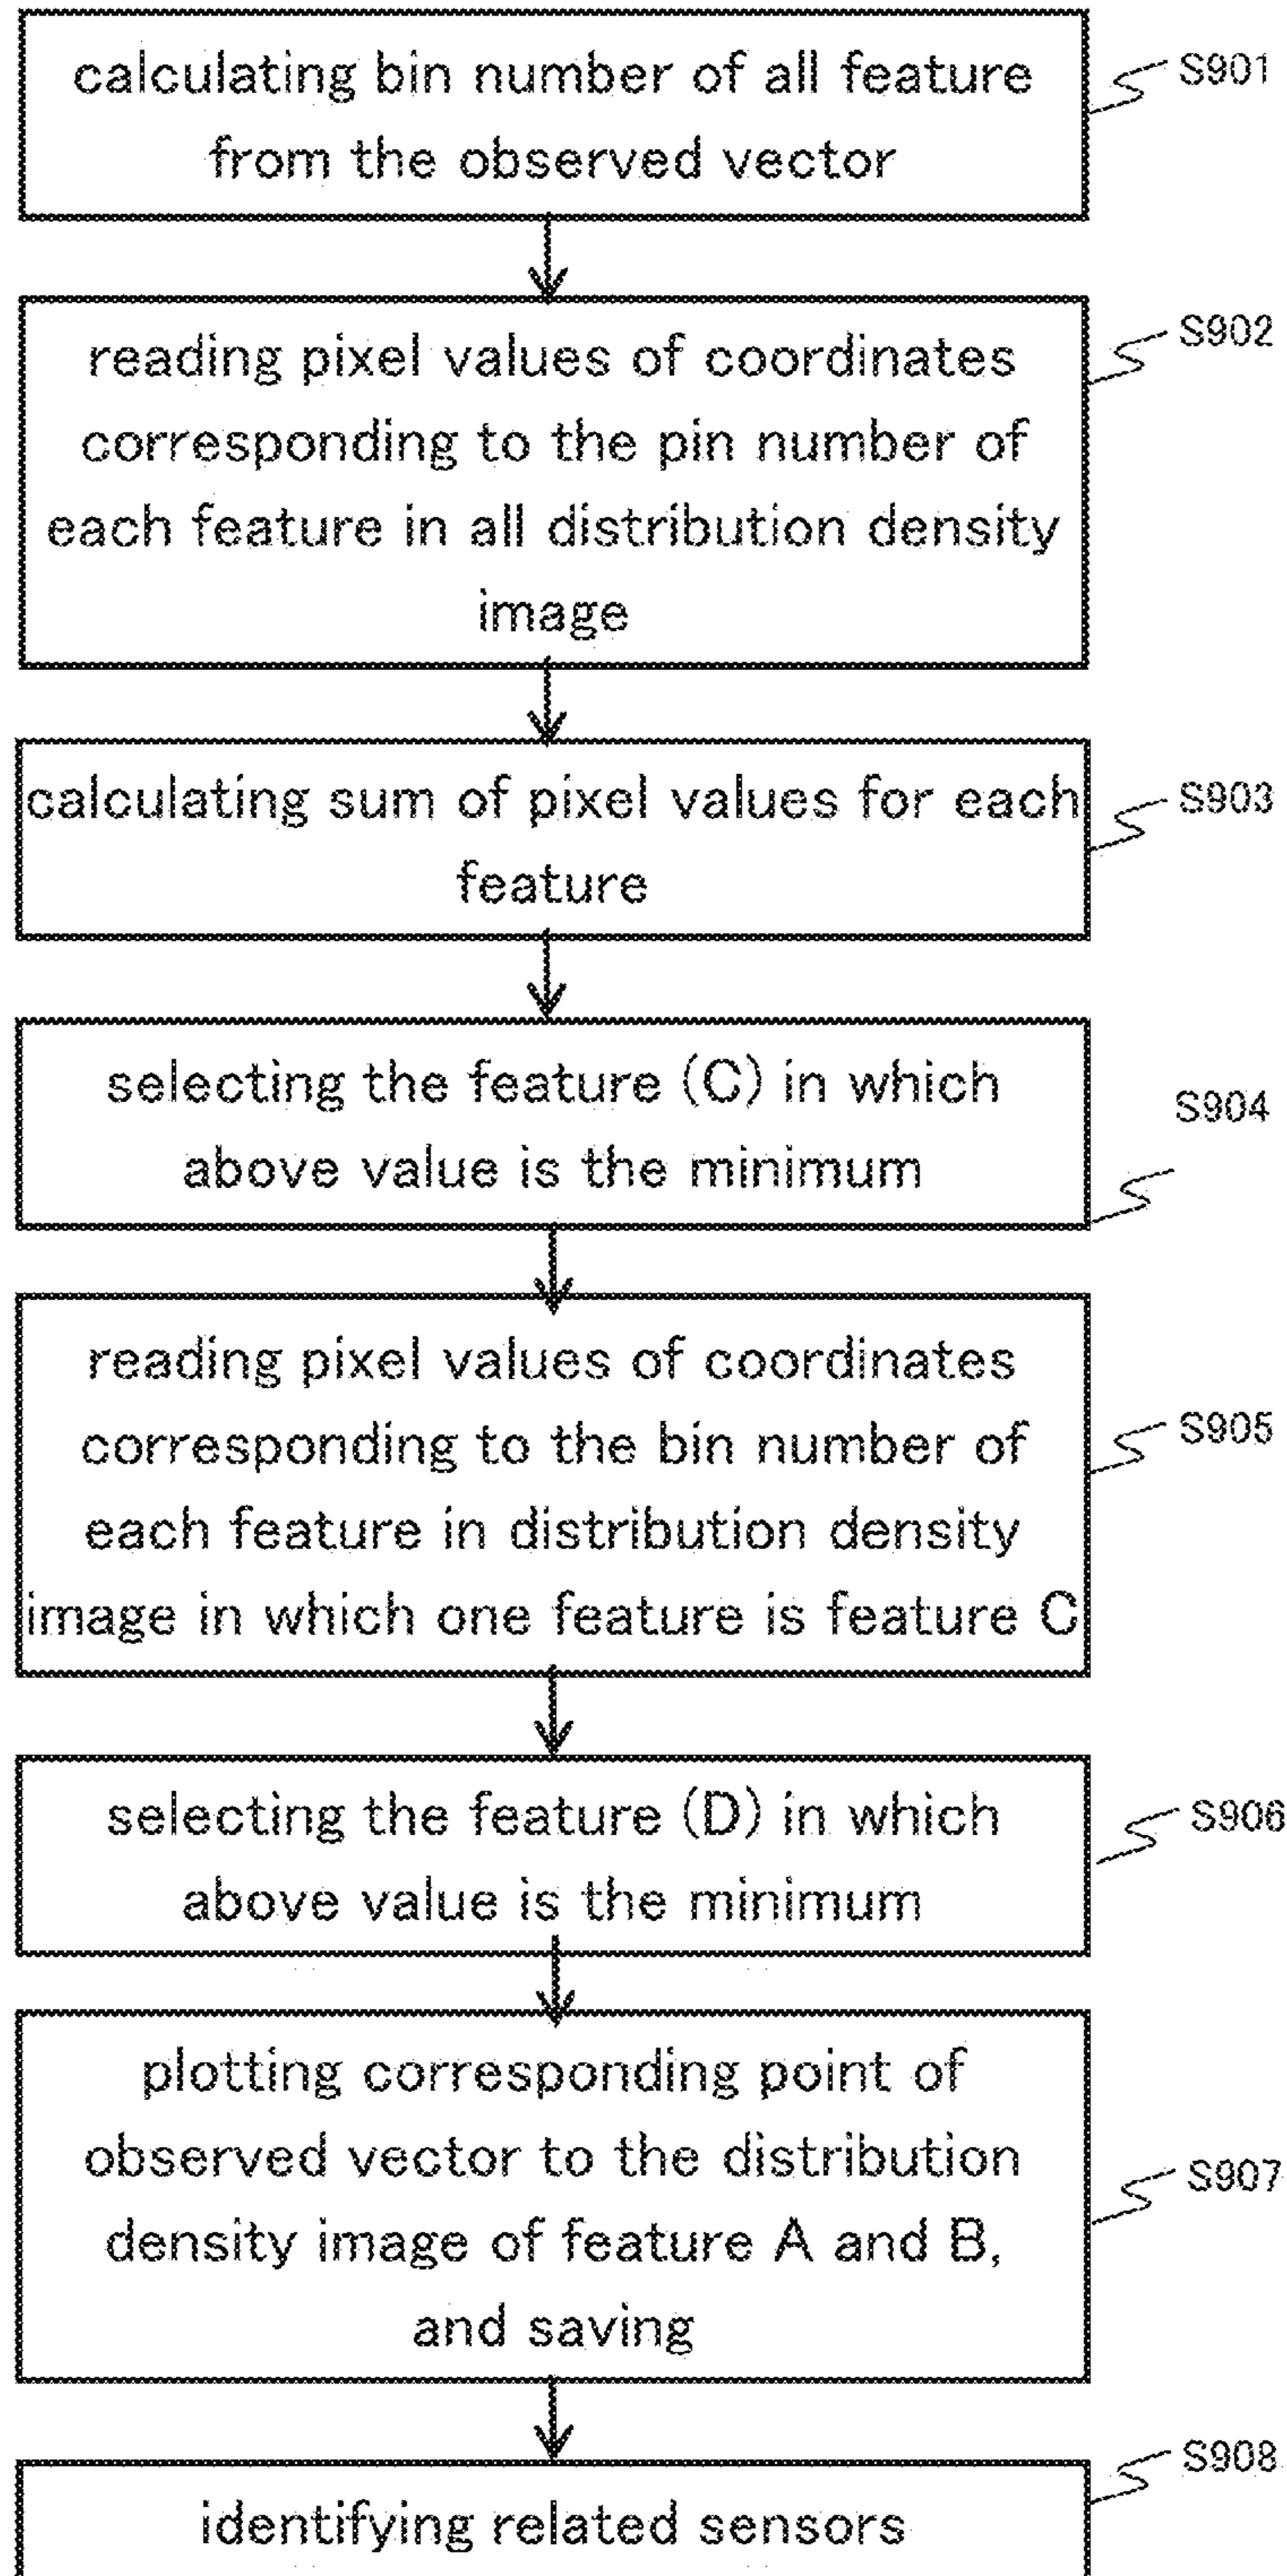 calculating bin number of all feature
from the observed vector
S901
reading pixel values of coordinates
corresponding to the pin number of
each feature in all distribution density
image
S902
calculating sum of pixel values for each
feature
S903
selecting the feature (C) in which
above value is the minimum
S904
reading pixel values of coordinates
corresponding to the bin number of
each feature in distribution density
image in which one feature is feature C
S905
selecting the feature (D) in which
above value is the minimum
S906
plotting corresponding point of
observed vector to the distribution
density image of feature A and B,
and saving
S907
identifying related sensors
S908